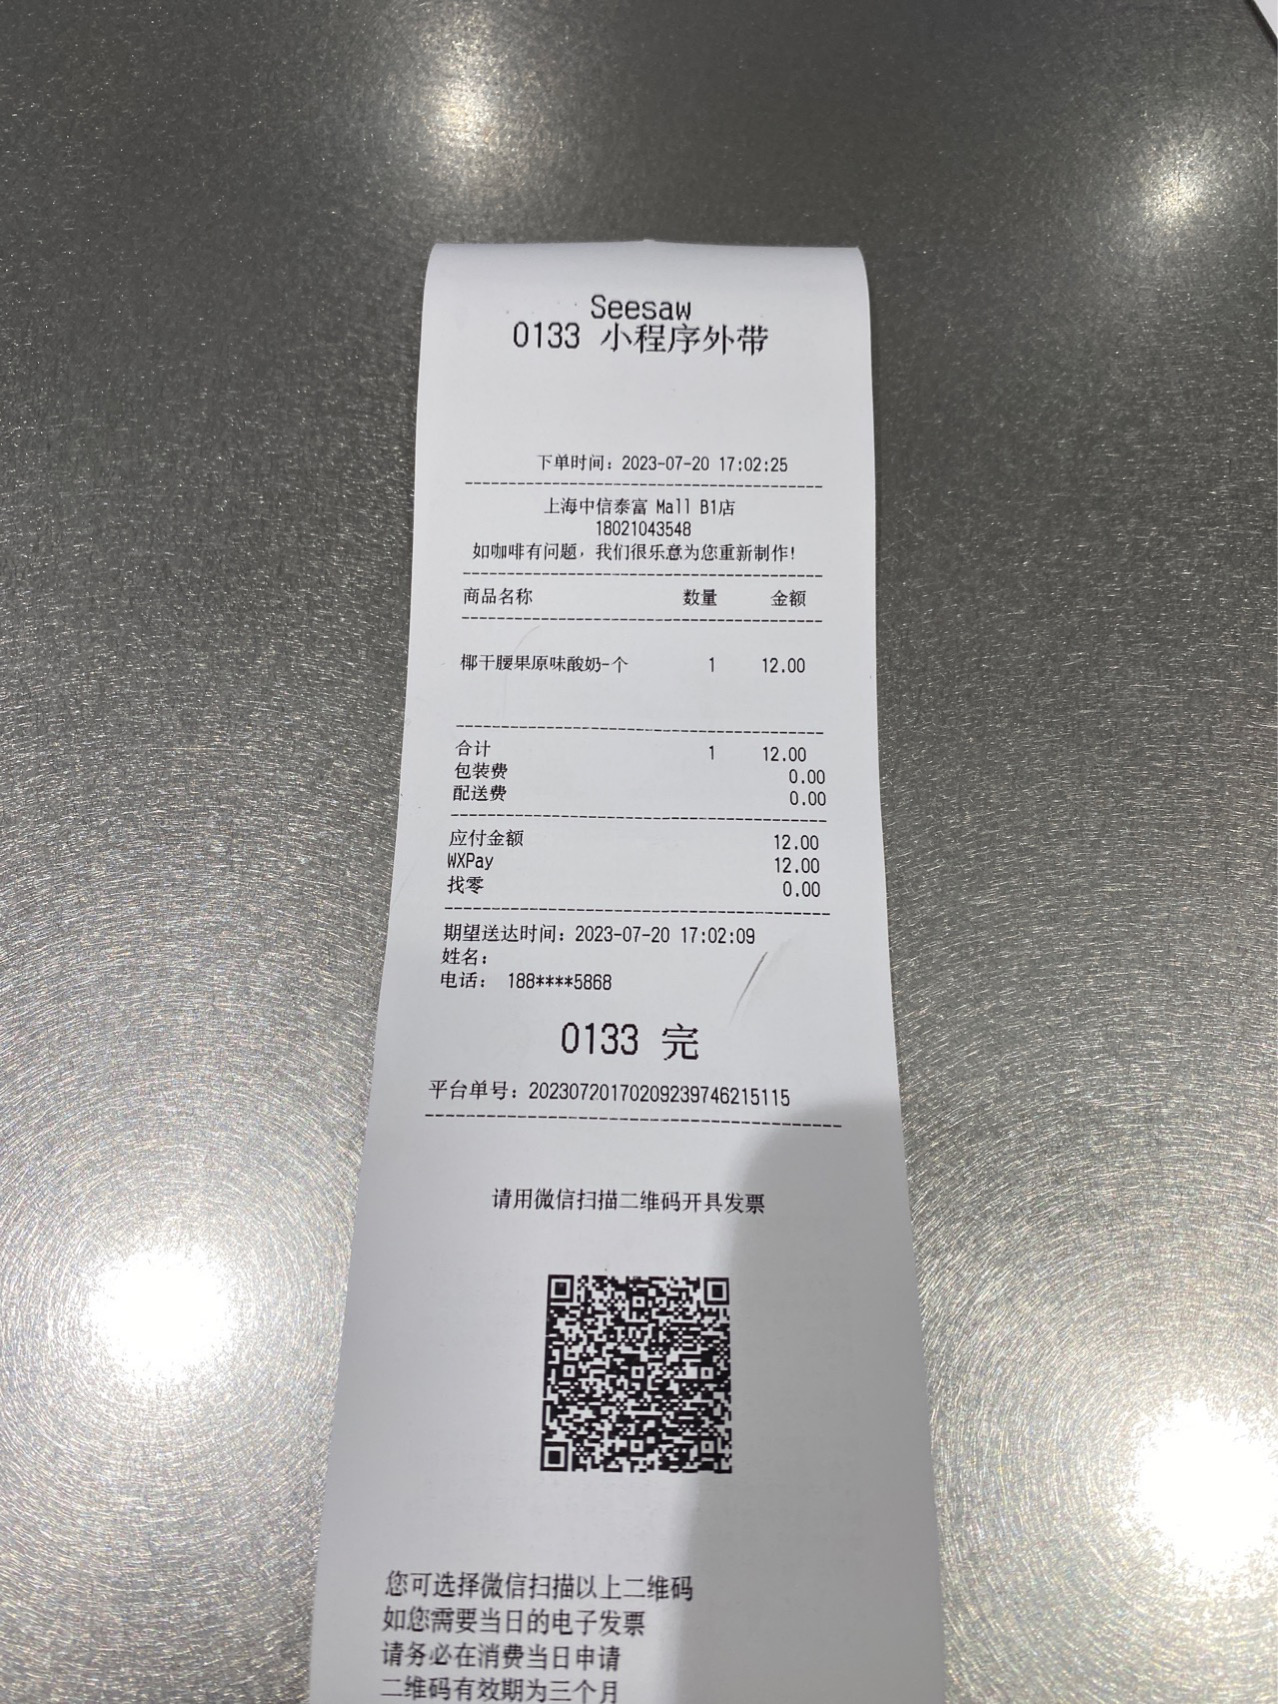 Seesaw
0133 小程序外带
下单时间：2023-07-20 17:02:25
上海中信泰富 Mall B1店
18021043548
如咖啡有问题，我们很乐意为您重新制作！
商品名称 数量 金额
椰干腰果原味酸奶-个 1 12.00
合计 1 12.00
包装费 0.00
配送费 0.00
应付金额 12.00
WXPay 12.00
找零 0.00
期望送达时间：2023-07-20 17:02:09
姓名：
电话： 188****5868
0133 完
平台单号：202307201702092397462​15115
请用微信扫描二维码开具发票
您可选择微信扫描以上二维码
如您需要当日的电子发票
请务必在消费当日申请
二维码有效期为三个月